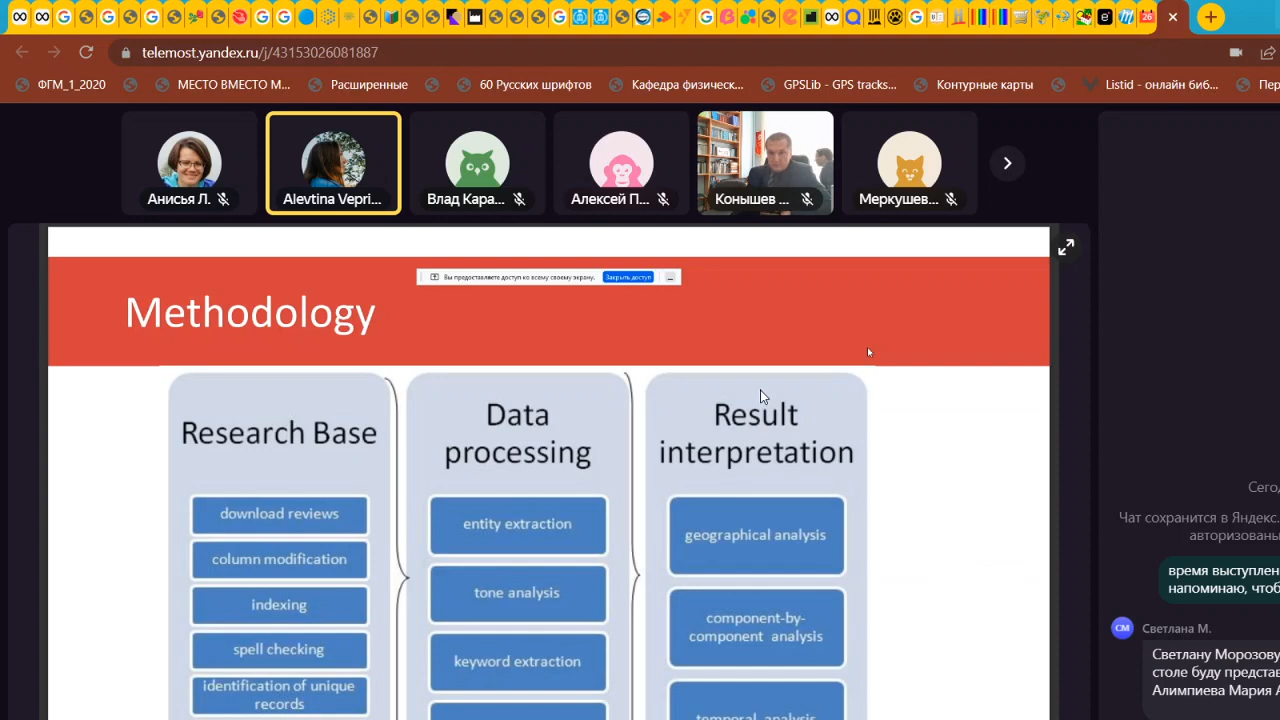 26
telemost.yandex.ru/j/43153026081887
ФГМ_1_2020
МЕСТО ВМЕСТО М...
Расширенные
60 Русских шрифтов
Кафедра физическ...
GPSLib - GPS tracks...
Контурные карты
Listid - онлайн биб...
Пер
Анисья Л.
Alevtina Vepri...
Влад Кара...
Алексей П...
Конышев ...
Меркушев...
Вы предоставляете доступ ко всему своему экрану.
Закрыть доступ
Methodology
Research Base
download reviews
column modification
indexing
spell checking
identification of unique
records
Data
processing
entity extraction
tone analysis
keyword extraction
Result
interpretation
geographical analysis
component-by-
component analysis
temporal analysis
Сего
Чат сохранится в Яндекс.
авторизованы
время выступлен
напоминаю, чтоб
СМ
Светлана М.
Светлану Морозову
столе буду представ
Алимпиева Мария А